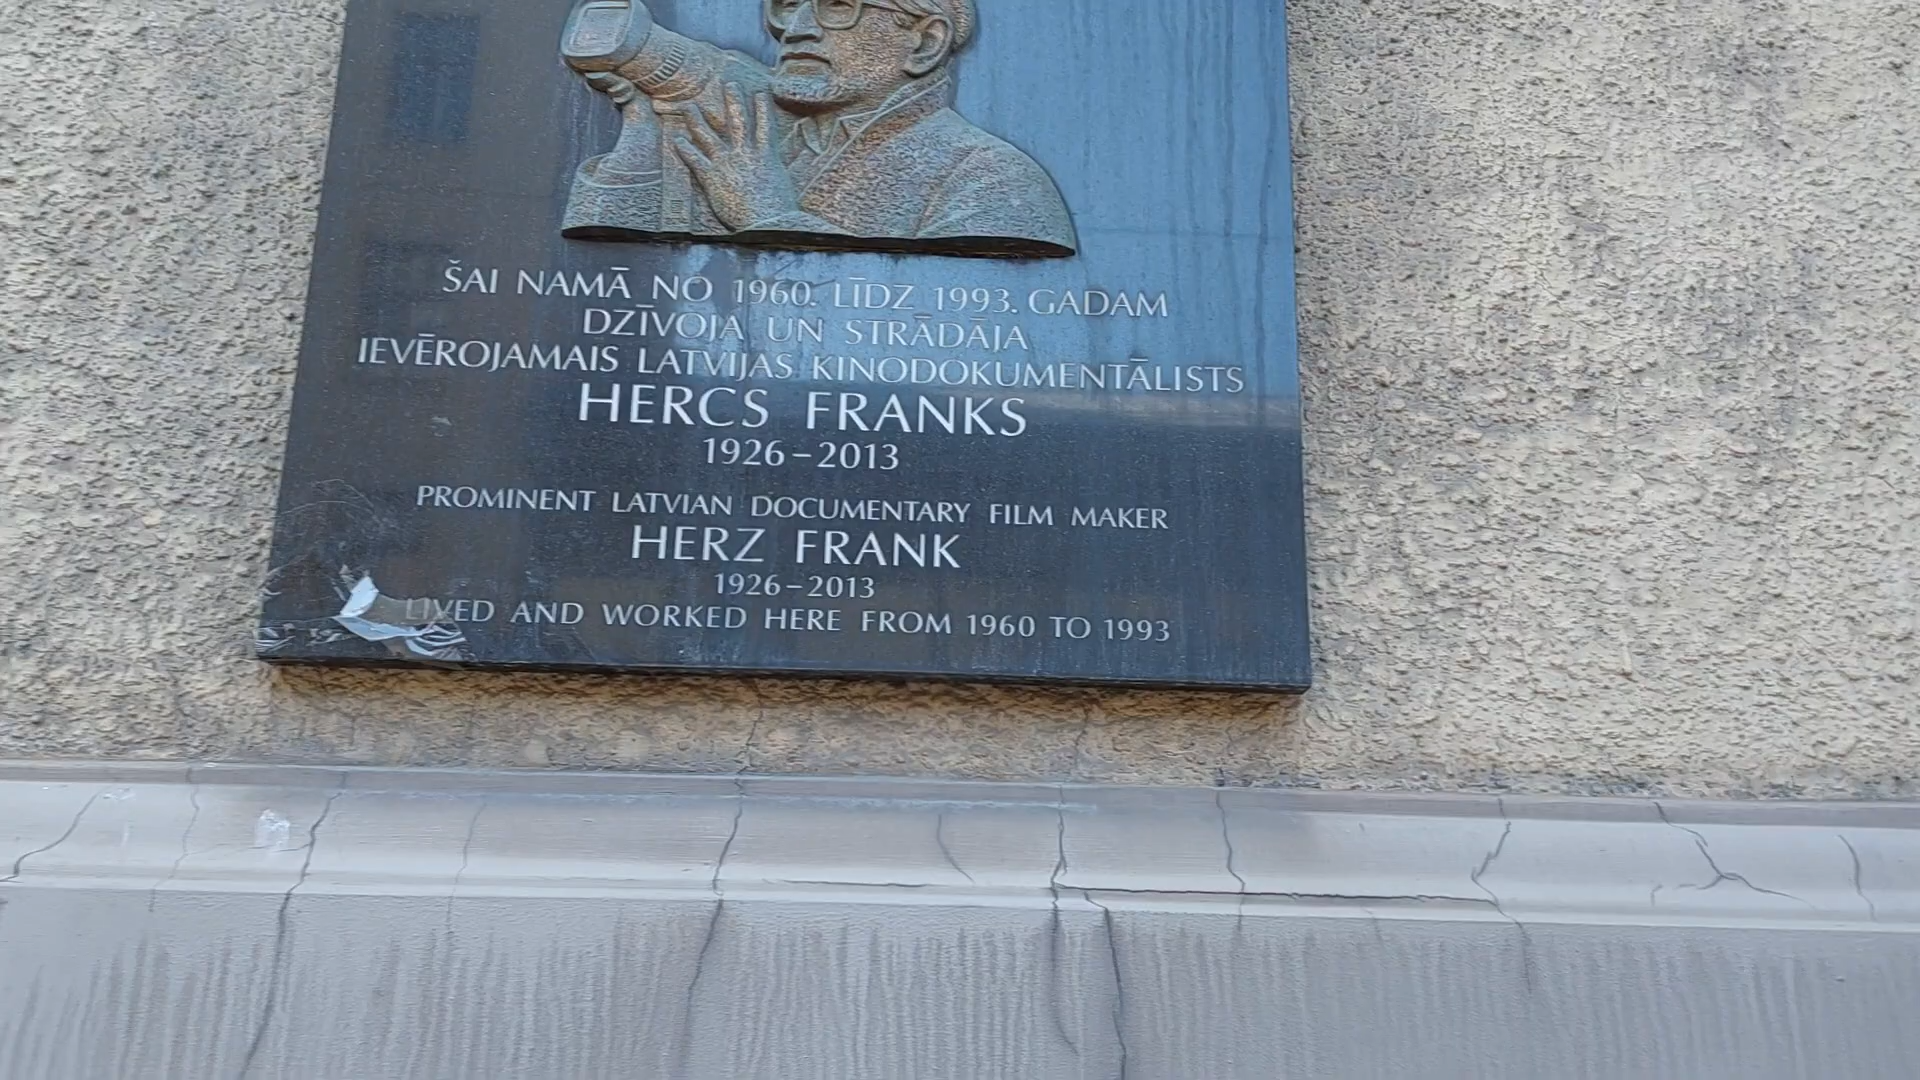 ŠAI NAMĀ NO 1960. LĪDZ 1993. GADAM
DZĪVOJA UN STRĀDĀJA
IEVĒROJAMAIS LATVIJAS KINODOKUMENTĀLISTS
HERCS FRANKS
1926–2013
PROMINENT LATVIAN DOCUMENTARY FILM MAKER
HERZ FRANK
1926–2013
LIVED AND WORKED HERE FROM 1960 TO 1993